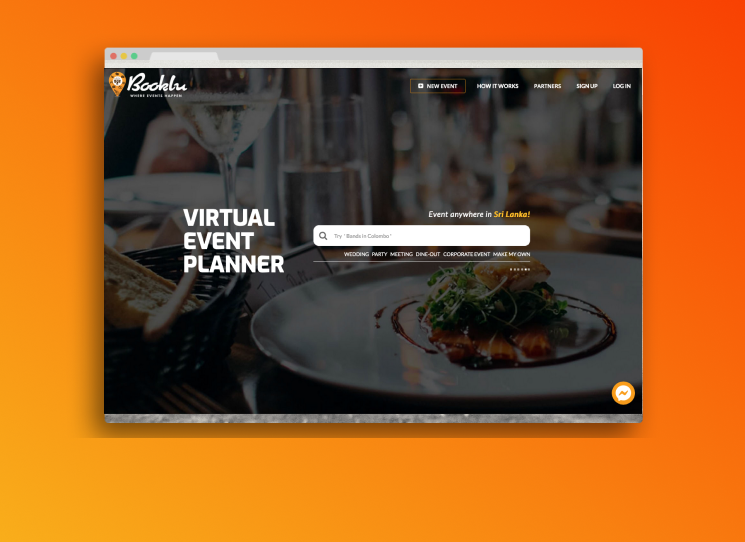 Booklu
WHERE EVENTS HAPPEN
NEW EVENT
HOW IT WORKS
PARTNERS
SIGN UP
LOG IN
VIRTUAL
EVENT
PLANNER
Event anywhere in Sri Lanka!
Try "Bands in Colombo"
WEDDING PARTY MEETING DINE-OUT CORPORATE EVENT MAKE MY OWN